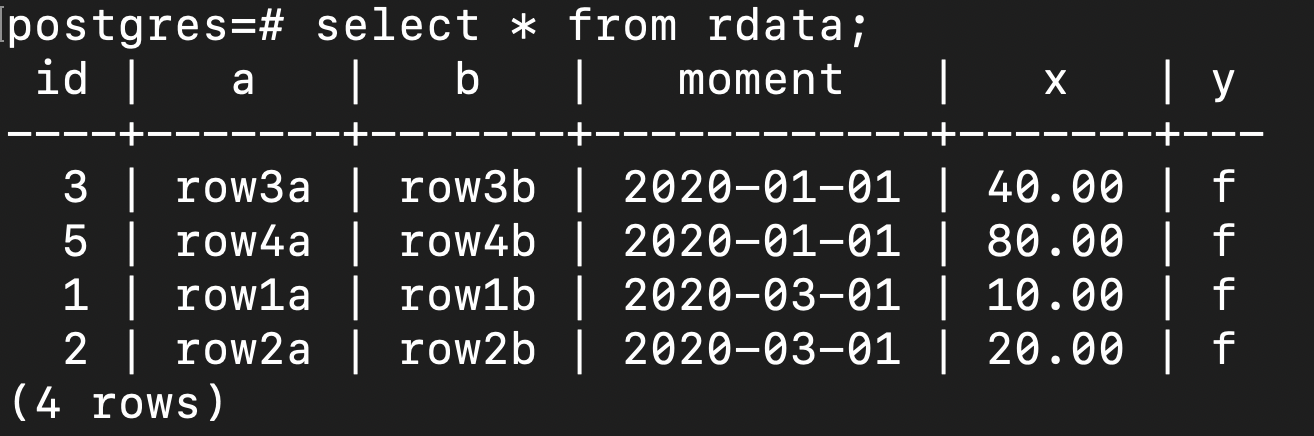 postgres=# select * from rdata;
 id |   a   |   b   |   moment   |   x   | y
----+-------+-------+------------+-------+---
  3 | row3a | row3b | 2020-01-01 | 40.00 | f
  5 | row4a | row4b | 2020-01-01 | 80.00 | f
  1 | row1a | row1b | 2020-03-01 | 10.00 | f
  2 | row2a | row2b | 2020-03-01 | 20.00 | f
(4 rows)